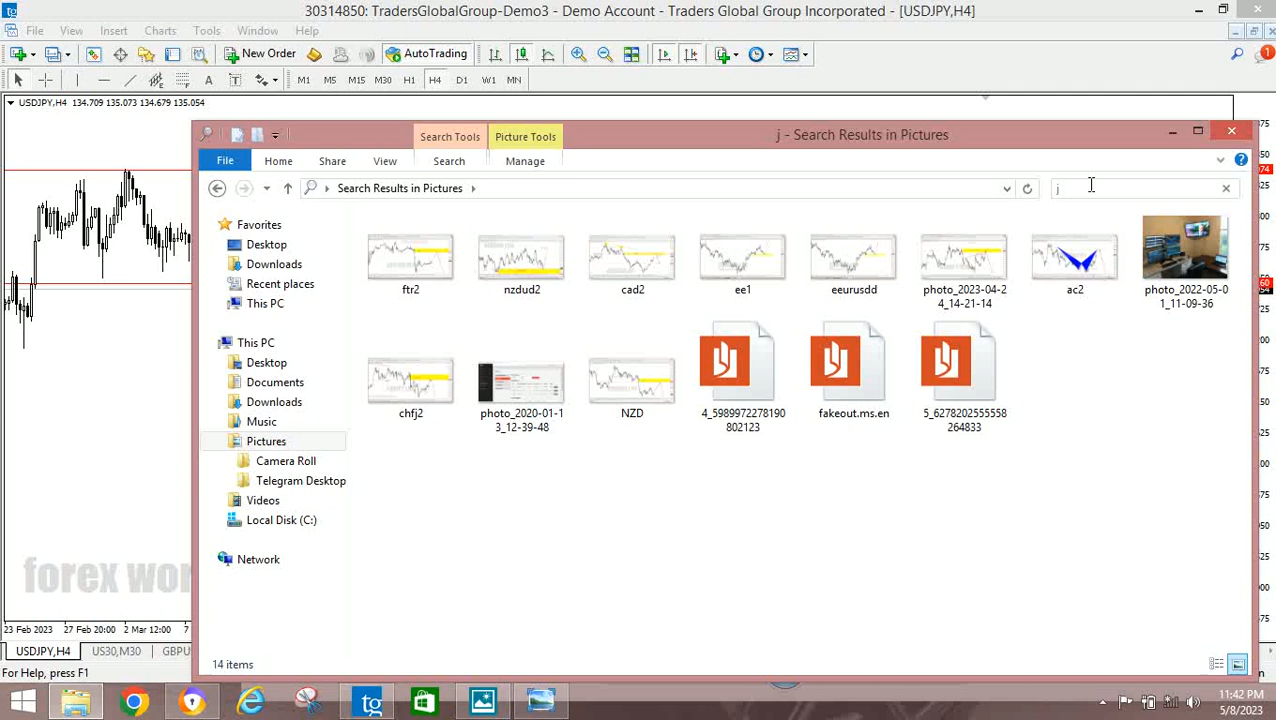 30314850: TradersGlobalGroup-Demo3 - Demo Account - Traders Global Group Incorporated - [USDJPY,H4]
File View Insert Charts Tools Window Help
New Order AutoTrading
M1 M5 M15 M30 H1 H4 D1 W1 MN
USDJPY,H4 134.709 135.073 134.679 135.054
Search Tools Picture Tools j - Search Results in Pictures
File Home Share View Search Manage
Search Results in Pictures
j
Favorites
Desktop
Downloads
Recent places
This PC
This PC
Desktop
Documents
Downloads
Music
Pictures
Camera Roll
Telegram Desktop
Videos
Local Disk (C:)
Network
ftr2 nzdud2 cad2 ee1 eeurusdd photo_2023-04-2 ac2 photo_2022-05-0
4_14-21-14 1_11-09-36
chfj2 photo_2020-01-1 NZD 4_5989972278190 fakeout.ms.en 5_6278202555558
3_12-39-48 802123 264833
14 items
forex wor
23 Feb 2023 27 Feb 20:00 2 Mar 12:00 7
USDJPY,H4 US30,M30 GBPU
For Help, press F1
11:42 PM
5/8/2023